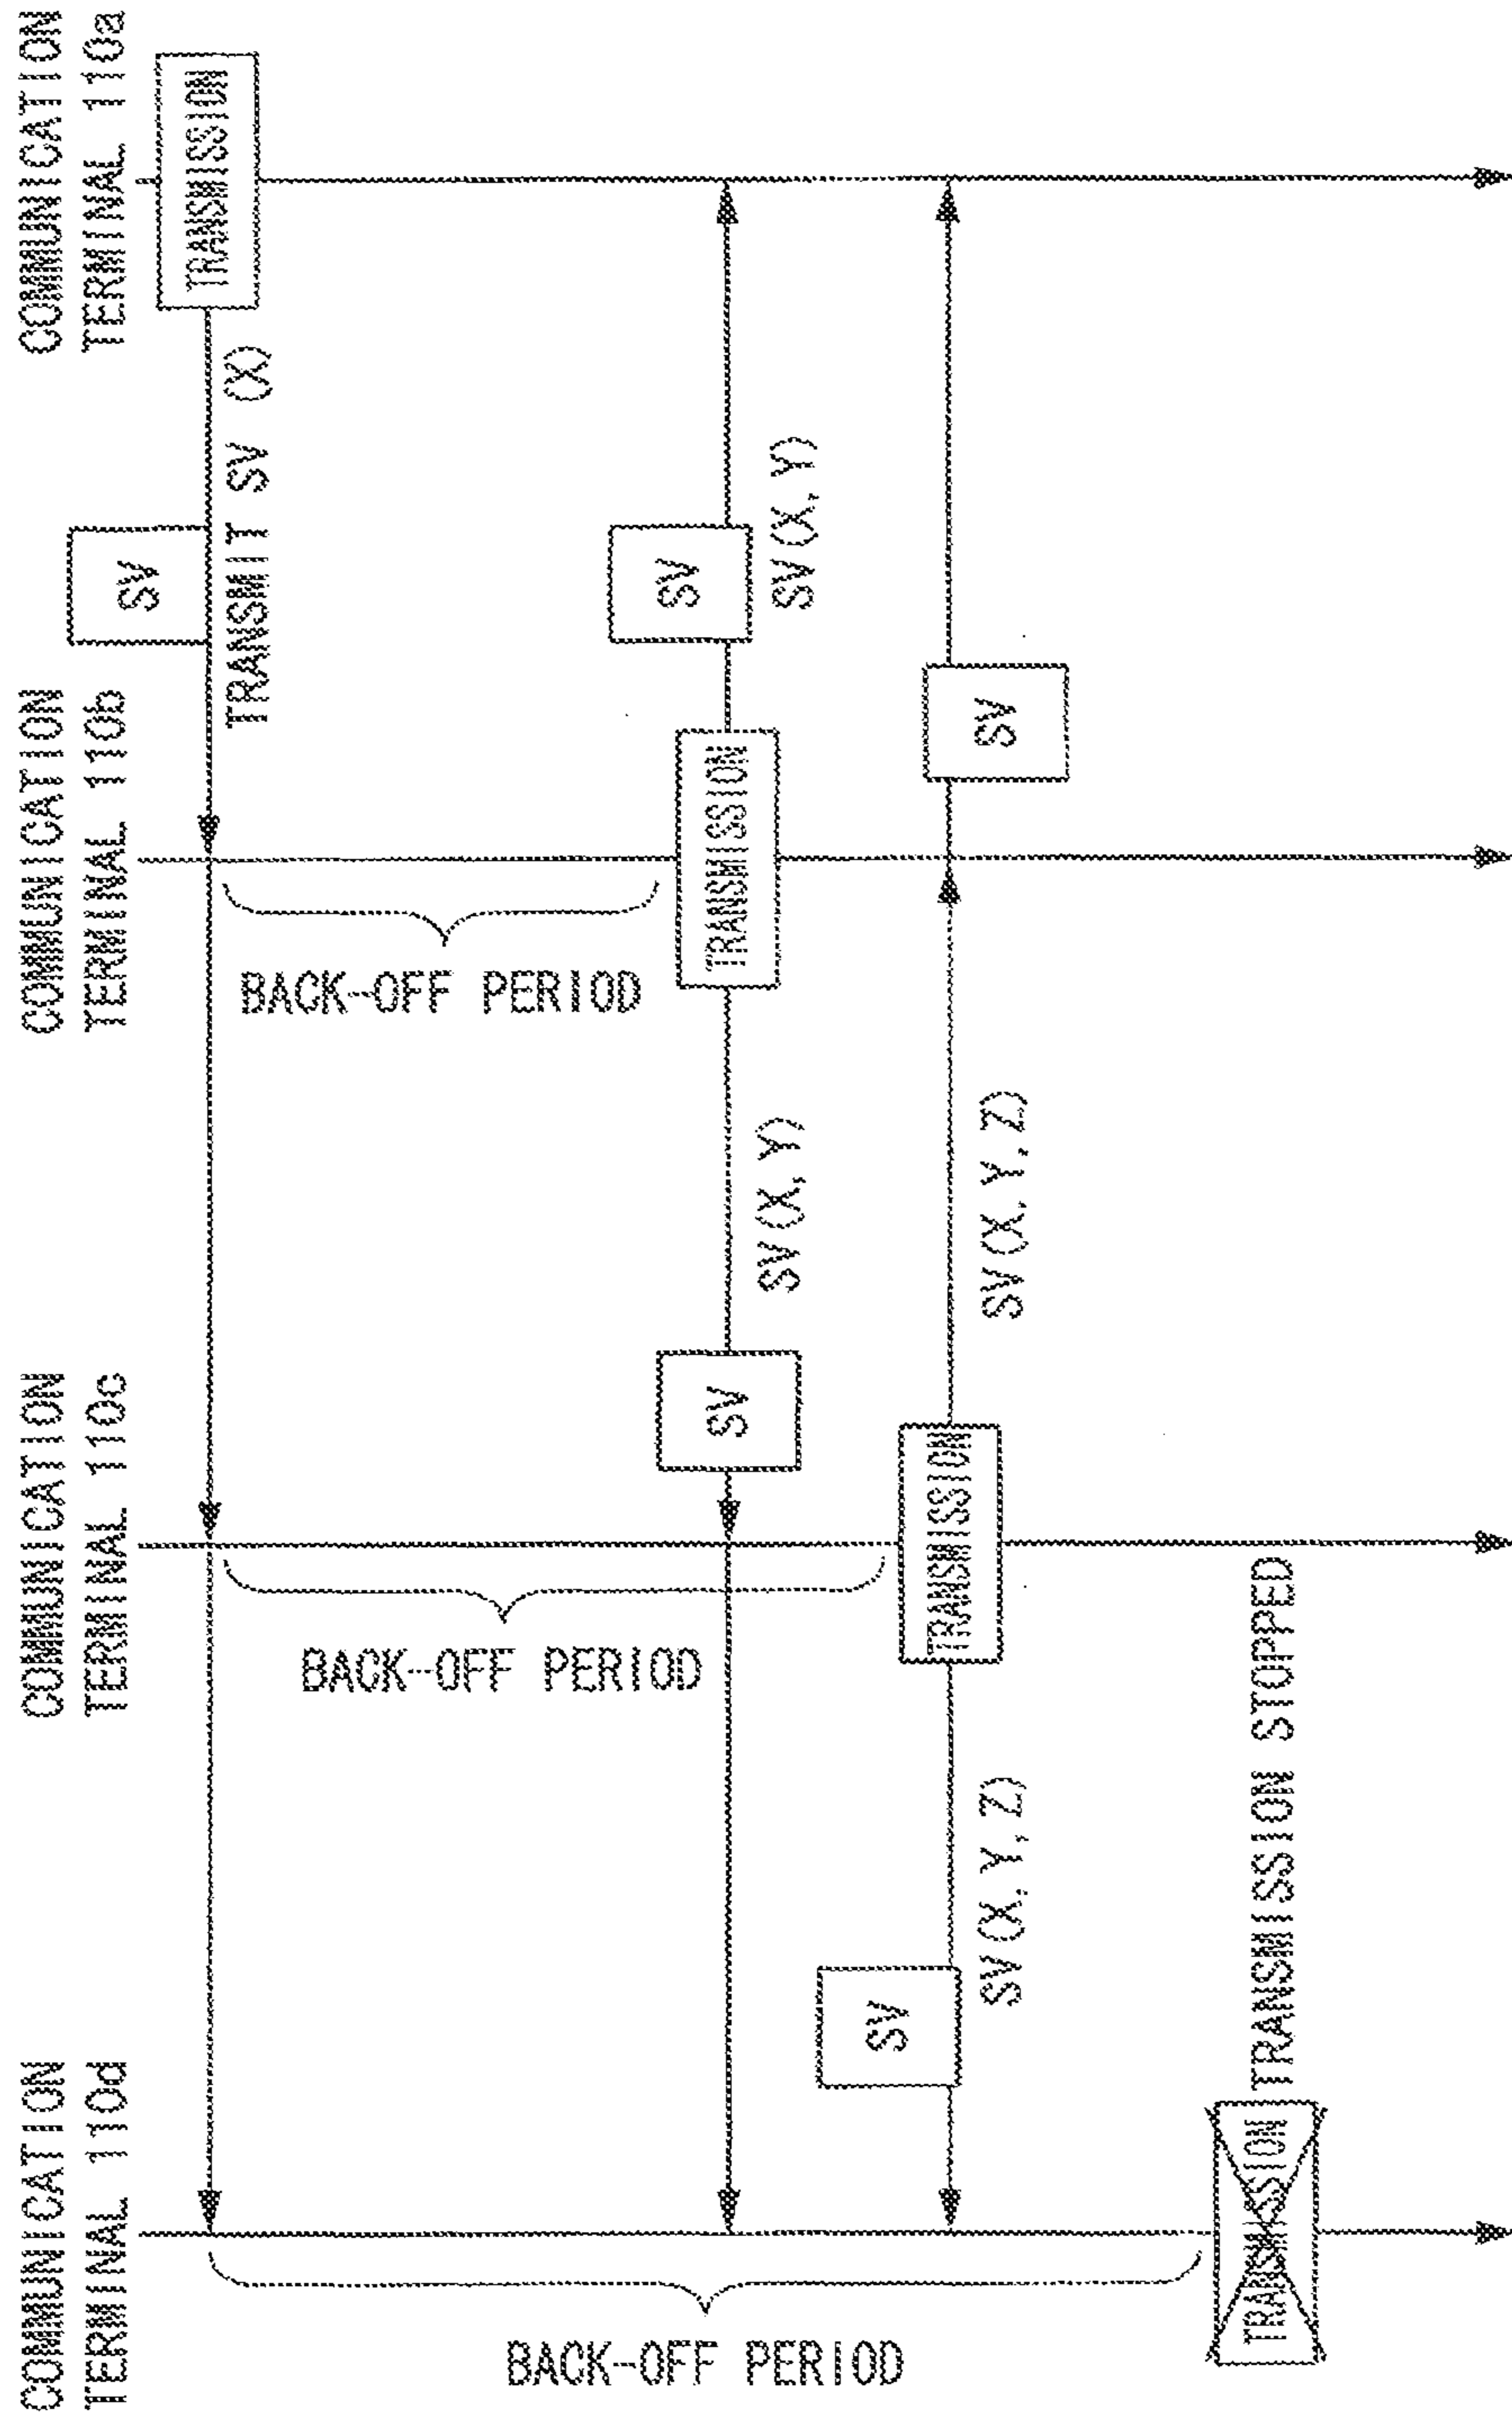 COMMUNICATION
TERMINAL 110d
COMMUNICATION
TERMINAL 110c
COMMUNICATION
TERMINAL 110b
COMMUNICATION
TERMINAL 110a
SV
TRANSMISSION
TRANSMIT SV (X)
BACK-OFF PERIOD
SV
SV
TRANSMISSION
SV(X,Y)
SV(X,Y)
BACK-OFF PERIOD
SV
TRANSMISSION
SV
SV(X,Y,Z)
SV(X,Y,Z)
BACK-OFF PERIOD
TRANSMISSION
TRANSMISSION STOPPED